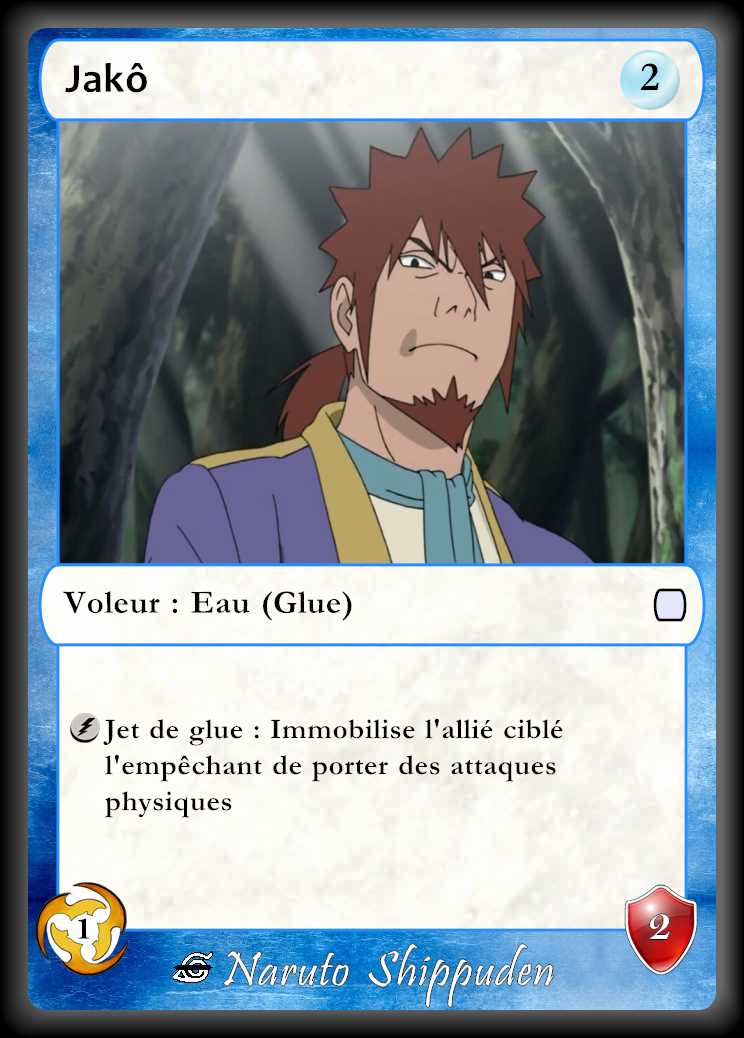 Jakô
2
Voleur : Eau (Glue)
Jet de glue : Immobilise l'allié ciblé
l'empêchant de porter des attaques
physiques
1
2
Naruto Shippuden